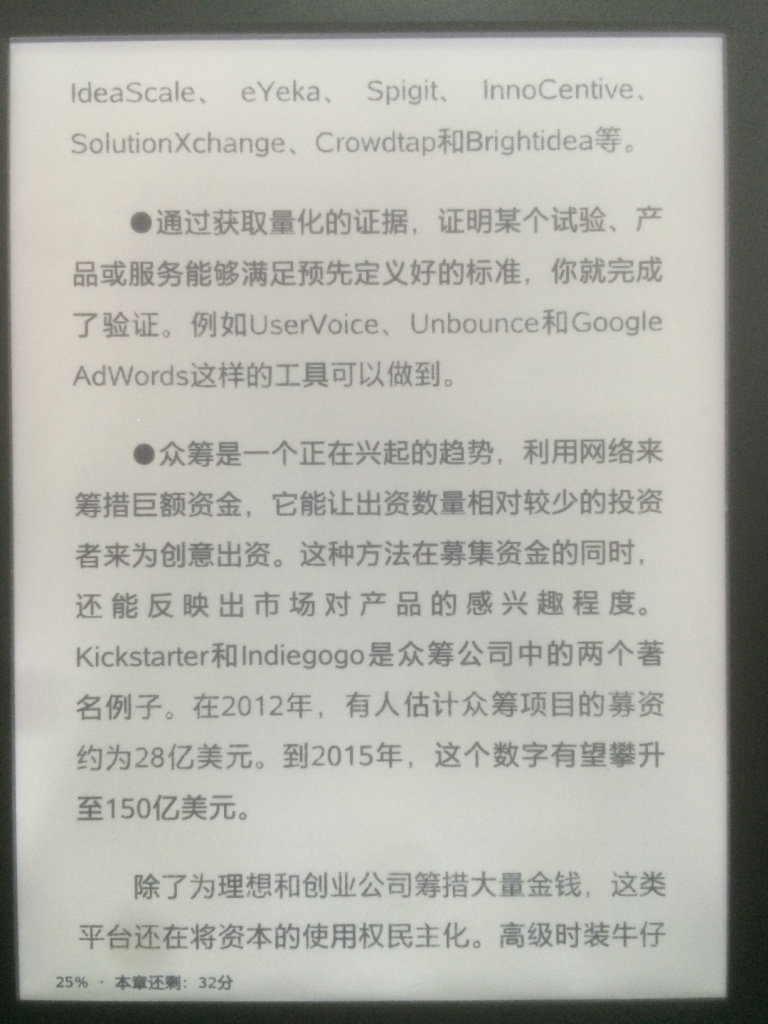 IdeaScale、 eYeka、 Spigit、 InnoCentive、
SolutionXchange、Crowdtap和Brightidea等。
●通过获取量化的证据，证明某个试验、产
品或服务能够满足预先定义好的标准，你就完成
了验证。例如UserVoice、Unbounce和Google
AdWords这样的工具可以做到。
●众筹是一个正在兴起的趋势，利用网络来
筹措巨额资金，它能让出资数量相对较少的投资
者来为创意出资。这种方法在募集资金的同时，
还能反映出市场对产品的感兴趣程度。
Kickstarter和Indiegogo是众筹公司中的两个著
名例子。在2012年，有人估计众筹项目的募资
约为28亿美元。到2015年，这个数字有望攀升
至150亿美元。
除了为理想和创业公司筹措大量金钱，这类
平台还在将资本的使用权民主化。高级时装牛仔
25% · 本章还剩：32分